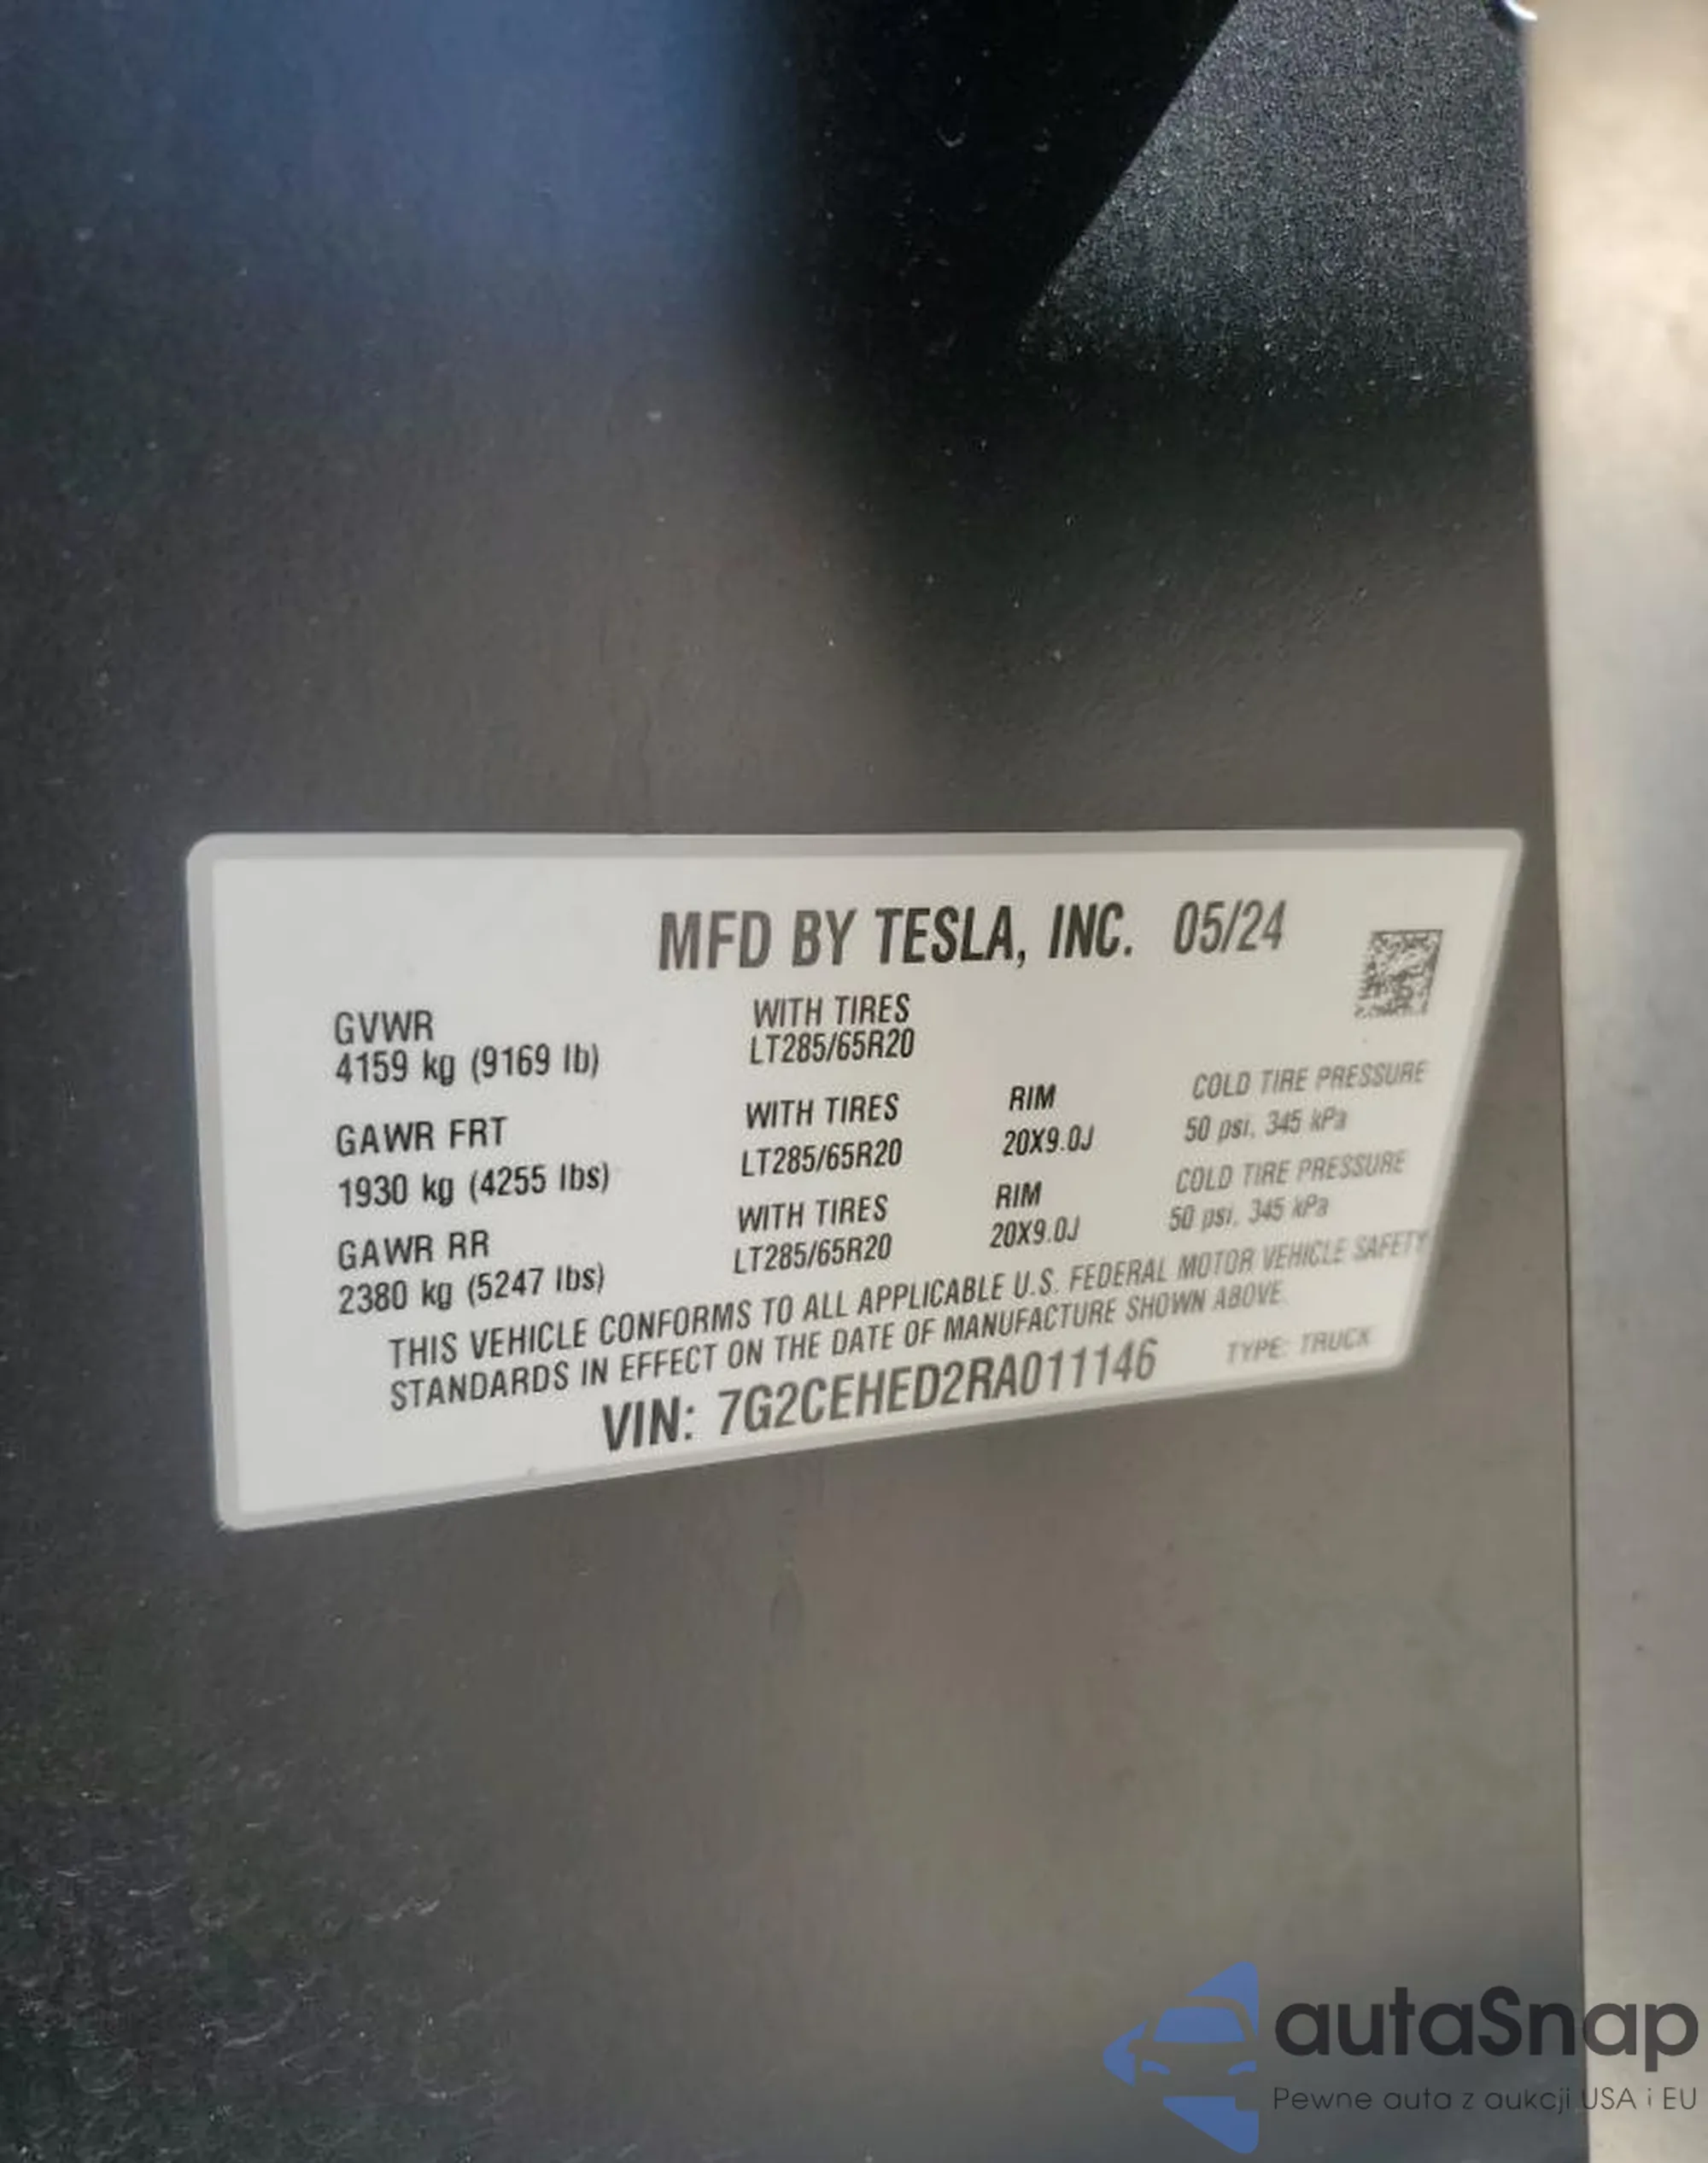 MFD BY TESLA, INC. 05/24
GVWR
4159 kg (9169 lb)
WITH TIRES
LT285/65R20
GAWR FRT
1930 kg (4255 lbs)
WITH TIRES
LT285/65R20
RIM
20X9.0J
COLD TIRE PRESSURE
50 psi, 345 kPa
GAWR RR
2380 kg (5247 lbs)
WITH TIRES
LT285/65R20
RIM
20X9.0J
COLD TIRE PRESSURE
50 psi, 345 kPa
THIS VEHICLE CONFORMS TO ALL APPLICABLE U.S. FEDERAL MOTOR VEHICLE SAFETY
STANDARDS IN EFFECT ON THE DATE OF MANUFACTURE SHOWN ABOVE.
VIN: 7G2CEHED2RA011146
TYPE: TRUCK
autaSnap
Pewne auta z aukcji USA i EU